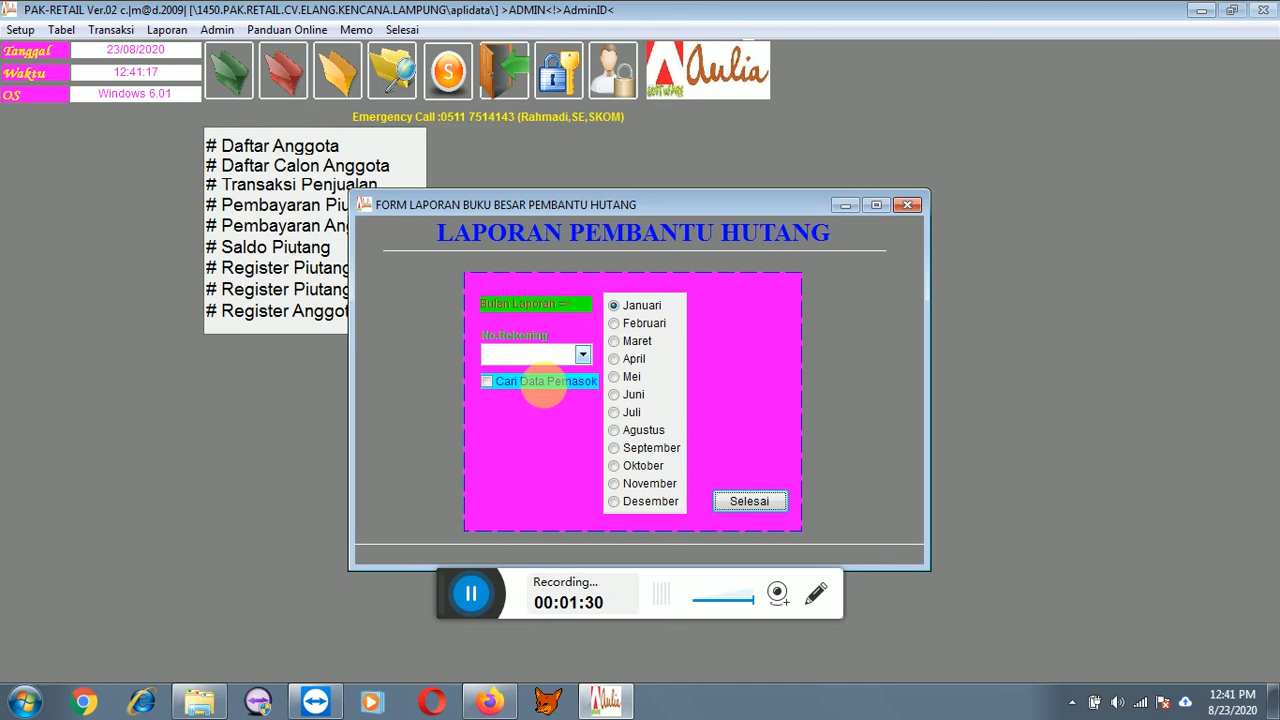 PAK-RETAIL Ver.02 c.|m@d.2009| [\1450.PAK.RETAIL.CV.ELANG.KENCANA.LAMPUNG\aplidata\] >ADMIN<!>AdminID<
Setup Tabel Transaksi Laporan Admin Panduan Online Memo Selesai
Tanggal 23/08/2020
Waktu 12:41:17
OS Windows 6.01
S
Aulia
SOFTWARE
Emergency Call :0511 7514143 (Rahmadi,SE,SKOM)
# Daftar Anggota
# Daftar Calon Anggota
# Transaksi Penjualan
# Pembayaran Piu
# Pembayaran Ang
# Saldo Piutang
# Register Piutang
# Register Piutang
# Register Anggot
FORM LAPORAN BUKU BESAR PEMBANTU HUTANG
LAPORAN PEMBANTU HUTANG
Bulan Laporan =>
No.Rekening
Cari Data Pemasok
Januari
Februari
Maret
April
Mei
Juni
Juli
Agustus
September
Oktober
November
Desember
Selesai
Recording...
00:01:30
12:41 PM
8/23/2020